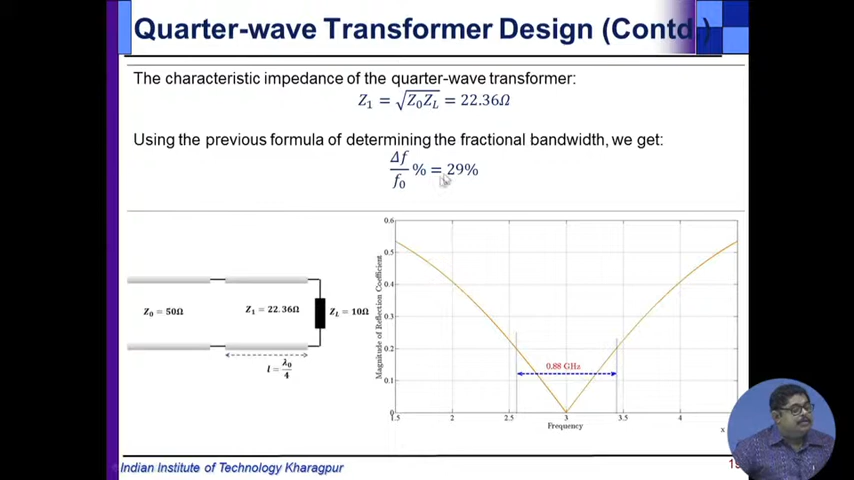 Quarter-wave Transformer Design (Contd.)
The characteristic impedance of the quarter-wave transformer:
Z₁ = √Z₀Z_L = 22.36Ω
Using the previous formula of determining the fractional bandwidth, we get:
Δf/f₀ % = 29%
Z₀ = 50Ω
Z₁ = 22.36Ω
Z_L = 10Ω
l = λ₀/4
Magnitude of Reflection Coefficient
0.6
0.5
0.4
0.3
0.2
0.1
0
0.88 GHz
1.5 2 2.5 3 3.5 4
Frequency
x
Indian Institute of Technology Kharagpur